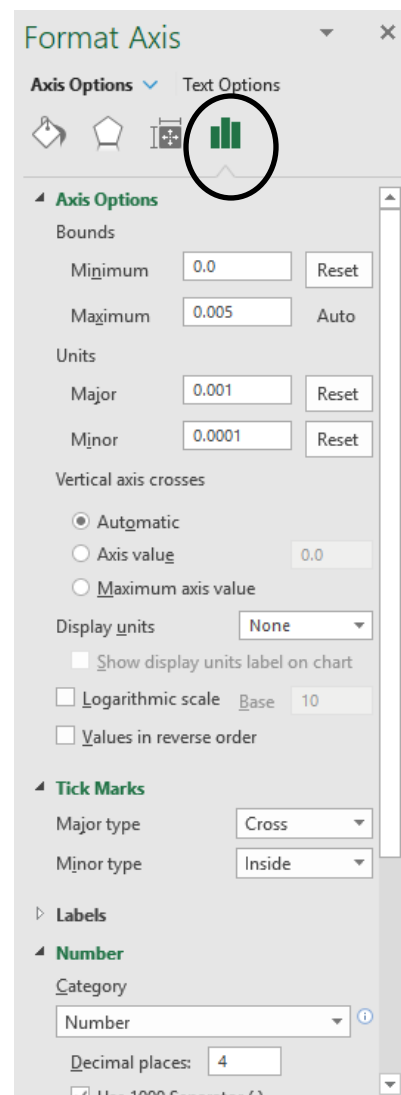 Format Axis
Axis Options Text Options
Axis Options
Bounds
Minimum 0.0 Reset
Maximum 0.005 Auto
Units
Major 0.001 Reset
Minor 0.0001 Reset
Vertical axis crosses
Automatic
Axis value 0.0
Maximum axis value
Display units None
Show display units label on chart
Logarithmic scale Base 10
Values in reverse order
Tick Marks
Major type Cross
Minor type Inside
Labels
Number
Category
Number
Decimal places: 4
Use 1000 Separator (,)